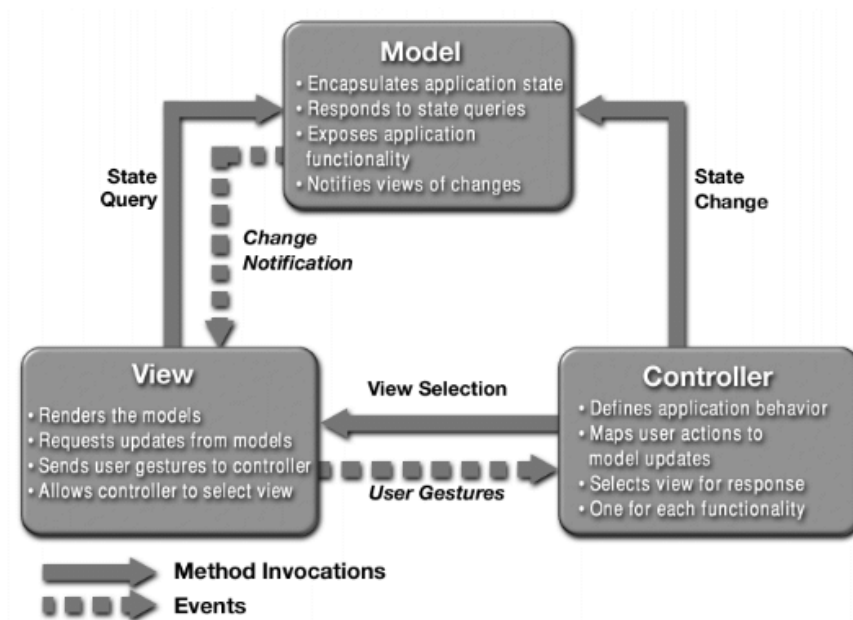 Model
• Encapsulates application state
• Responds to state queries
• Exposes application
functionality
• Notifies views of changes
State
Query
Change
Notification
State
Change
View
• Renders the models
• Requests updates from models
• Sends user gestures to controller
• Allows controller to select view
View Selection
User Gestures
Controller
• Defines application behavior
• Maps user actions to
model updates
• Selects view for response
• One for each functionality
Method Invocations
Events